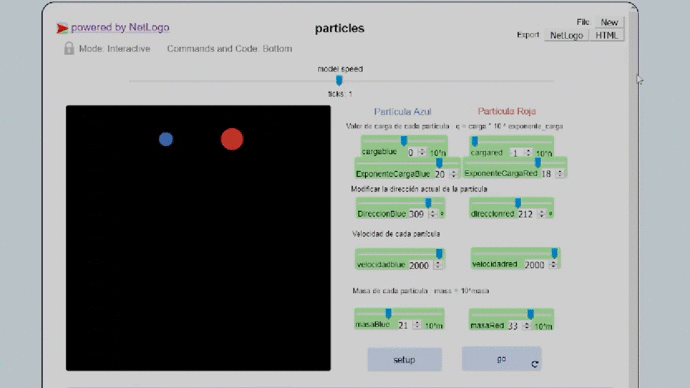 powered by NetLogo
particles
File: New
Export: NetLogo HTML
Mode: Interactive Commands and Code: Bottom
model speed
ticks: 1
Partícula Azul Partícula Roja
Valor de carga de cada partícula q = carga * 10 ^ exponente_carga
cargablue 0 10^n cargared -1 10^n
ExponenteCargaBlue 20 ExponenteCargaRed 18
Modificar la dirección actual de la partícula
DireccionBlue 309 ° direccionred 212 °
Velocidad de cada partícula
velocidadblue 2000 velocidadred 2000
Masa de cada partícula masa = 10^masa
masaBlue 21 10^m masaRed 33 10^m
setup go